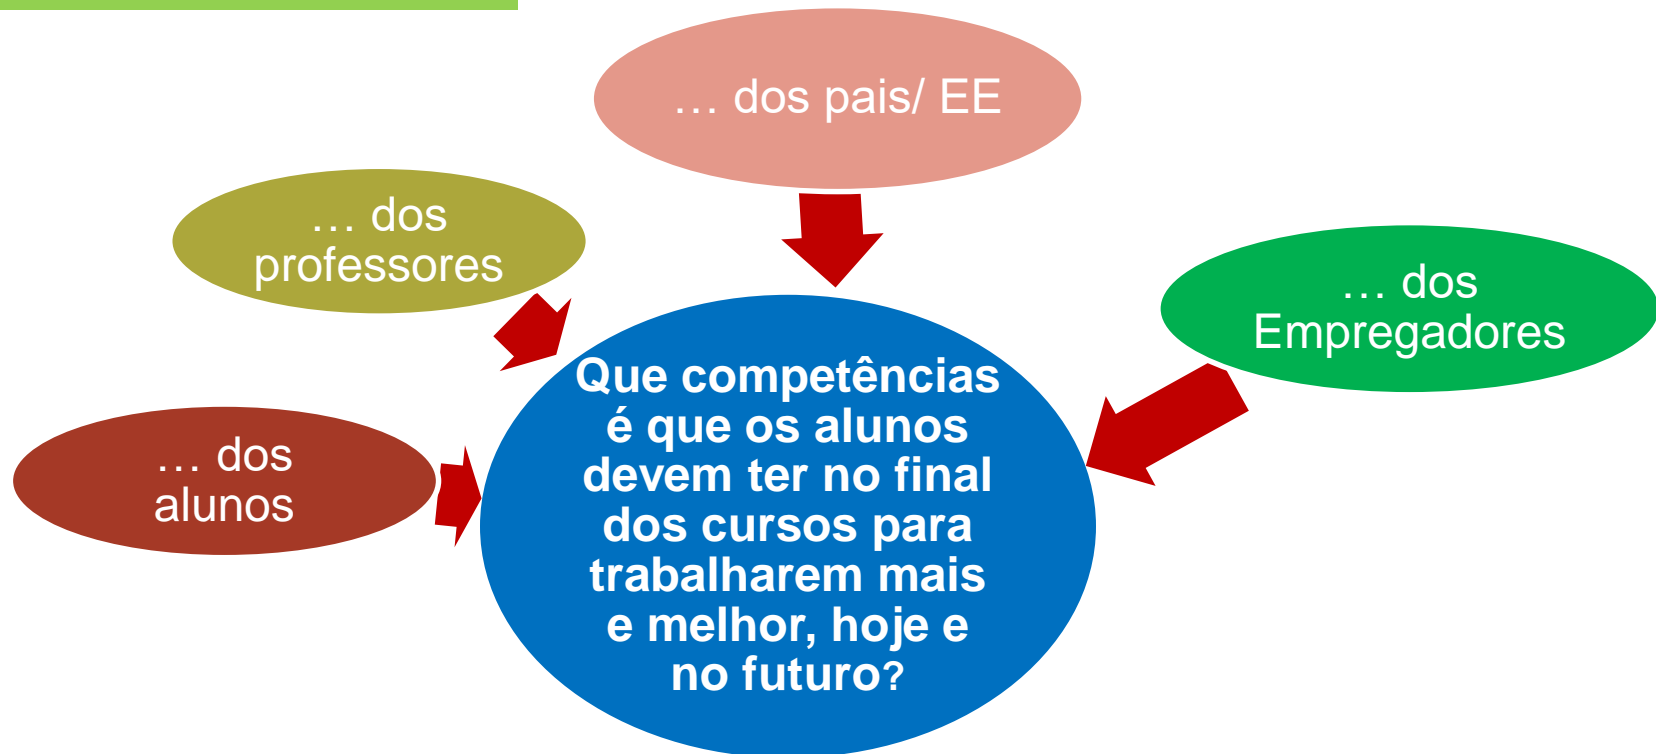 … dos pais/ EE
… dos
professores
… dos
Empregadores
… dos
alunos
Que competências
é que os alunos
devem ter no final
dos cursos para
trabalharem mais
e melhor, hoje e
no futuro?